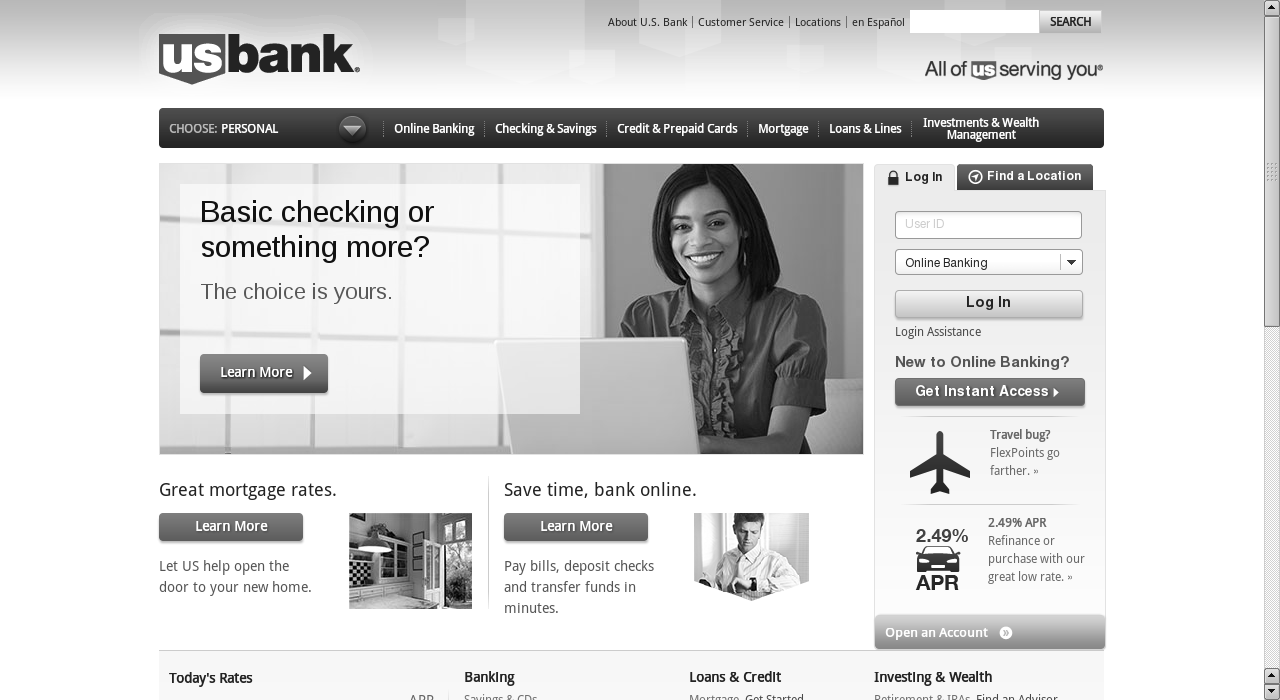 About U.S. Bank | Customer Service | Locations | en Español
SEARCH
usbank®
All of us serving you®
CHOOSE: PERSONAL
Online Banking
Checking & Savings
Credit & Prepaid Cards
Mortgage
Loans & Lines
Investments & Wealth
Management
Basic checking or
something more?
The choice is yours.
Learn More
Log In
Find a Location
User ID
Online Banking
Log In
Login Assistance
New to Online Banking?
Get Instant Access
Travel bug?
FlexPoints go
farther. »
2.49%
APR
2.49% APR
Refinance or
purchase with our
great low rate. »
Open an Account
Great mortgage rates.
Learn More
Let US help open the
door to your new home.
Save time, bank online.
Learn More
Pay bills, deposit checks
and transfer funds in
minutes.
Today's Rates
APR
Banking
Savings & CDs
Loans & Credit
Mortgage Get Started
Investing & Wealth
Retirement & IRAs Find an Advisor